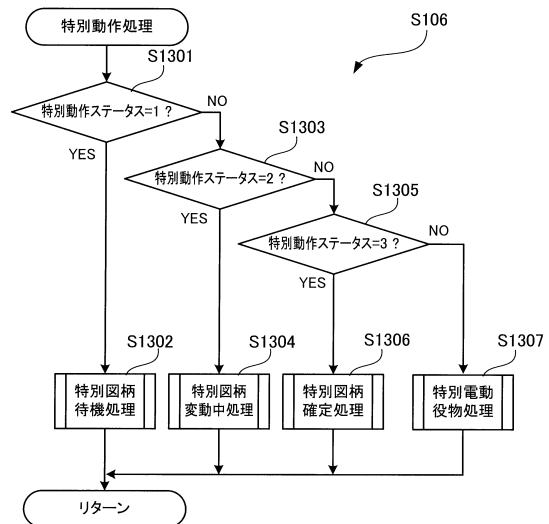 特別動作処理
S106
S1301
特別動作ステータス=1 ?
NO
YES
S1303
特別動作ステータス=2 ?
NO
YES
S1305
特別動作ステータス=3 ?
NO
YES
S1302
特別図柄
待機処理
S1304
特別図柄
変動中処理
S1306
特別図柄
確定処理
S1307
特別電動
役物処理
リターン